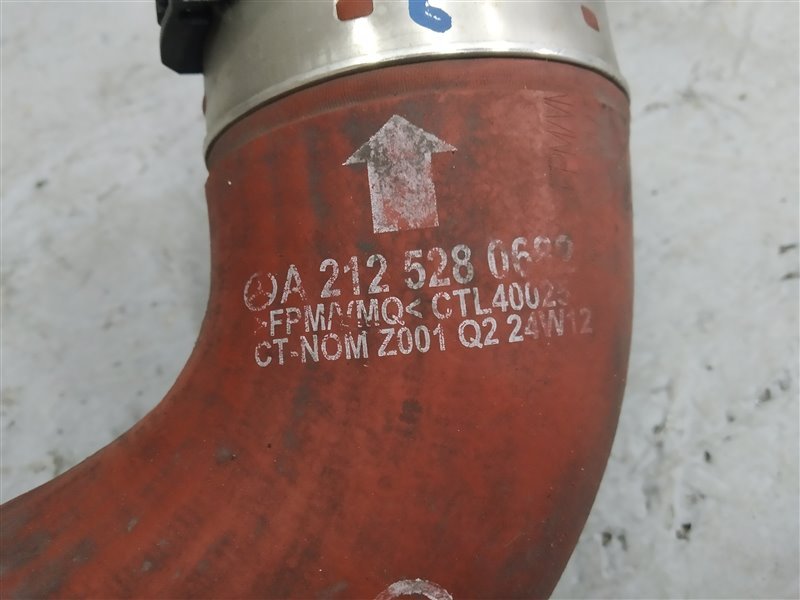 A 212 528
>FPM/VMQ<
CT-NOM Z001 Q2 24W12